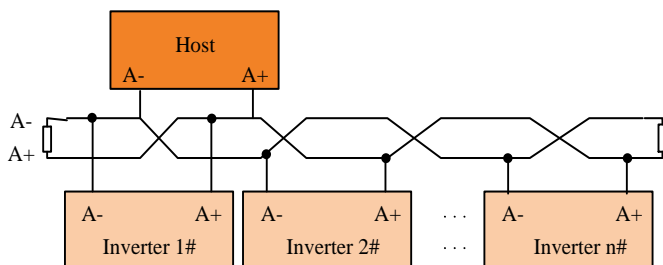 Host
A- A+
A-
A+
A- A+ A- A+ · · · A- A+
Inverter 1# Inverter 2# · · · Inverter n#